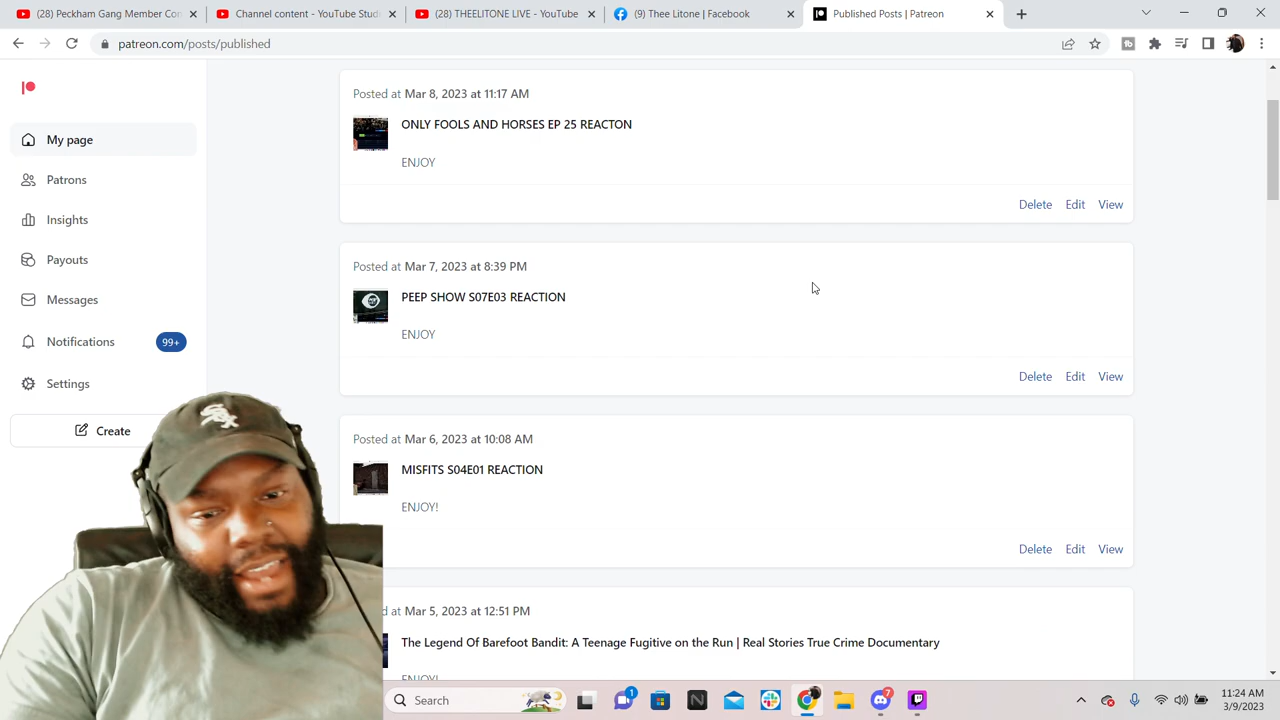 (28) Peckham Gang Member Con
Channel content - YouTube Studi
(28) THEELITONE LIVE - YouTube
(9) Thee Litone | Facebook
Published Posts | Patreon
patreon.com/posts/published
My page
Patrons
Insights
Payouts
Messages
Notifications 99+
Settings
Create
Posted at Mar 8, 2023 at 11:17 AM
ONLY FOOLS AND HORSES EP 25 REACTON
ENJOY
Delete Edit View
Posted at Mar 7, 2023 at 8:39 PM
PEEP SHOW S07E03 REACTION
ENJOY
Delete Edit View
Posted at Mar 6, 2023 at 10:08 AM
MISFITS S04E01 REACTION
ENJOY!
Delete Edit View
d at Mar 5, 2023 at 12:51 PM
The Legend Of Barefoot Bandit: A Teenage Fugitive on the Run | Real Stories True Crime Documentary
ENJOY!
SOX
Search
1
7
11:24 AM
3/9/2023